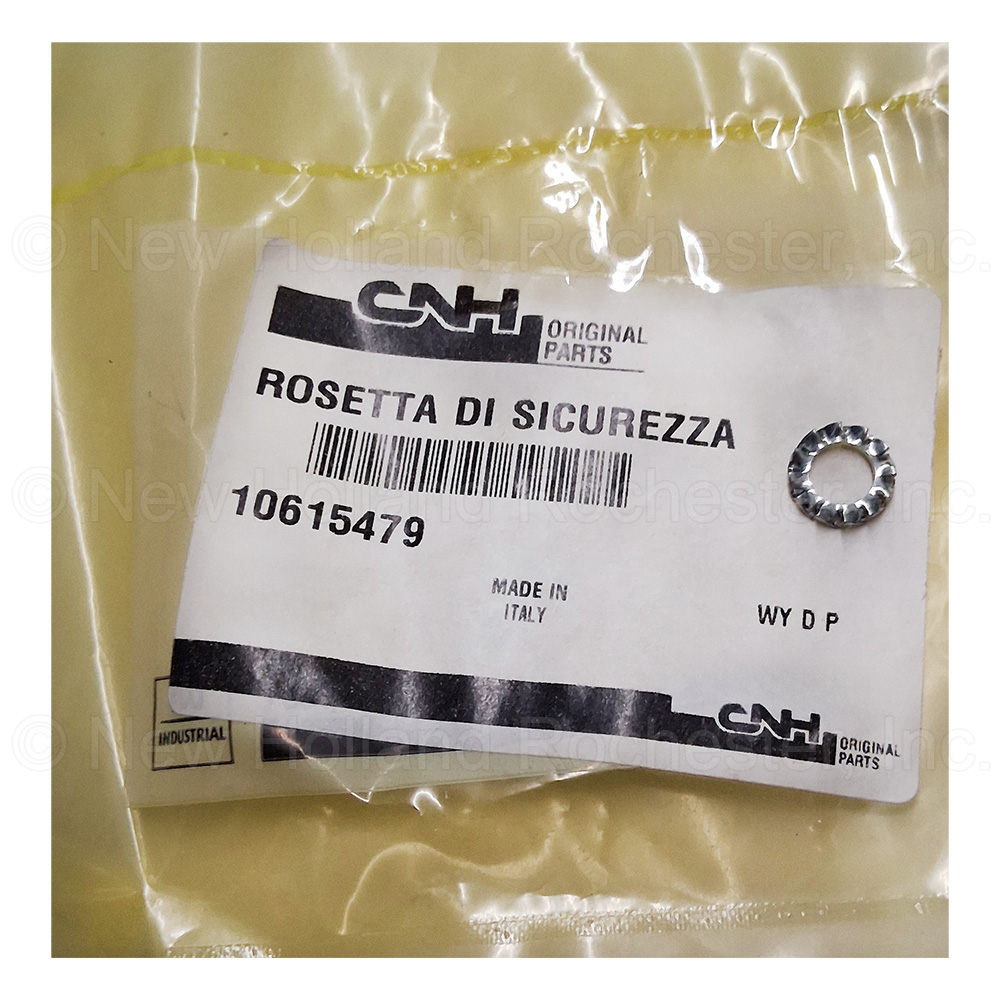 © New Holland Rochester, Inc.
CNH
ORIGINAL
PARTS
ROSETTA DI SICUREZZA
© New Holland Rochester, Inc.
10615479
MADE IN
ITALY
WY D P
© New Holland Rochester, Inc.
INDUSTRIAL
CNH
ORIGINAL
PARTS